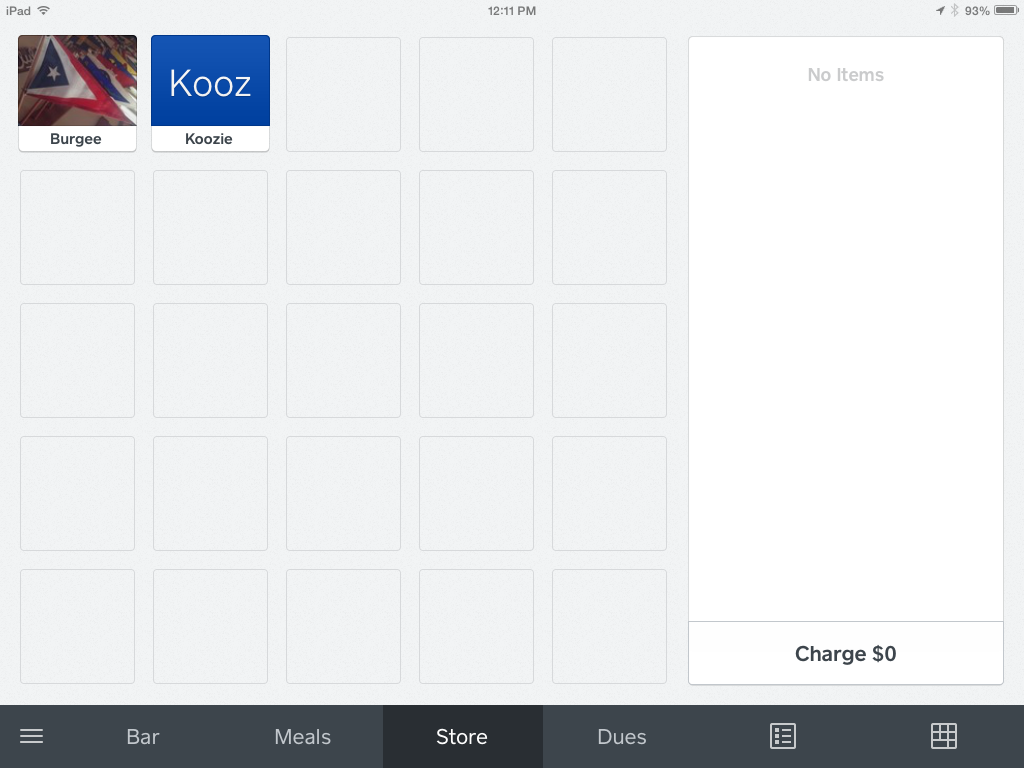 iPad
12:11 PM
93%
Kooz
Burgee
Koozie
No Items
Charge $0
Bar
Meals
Store
Dues